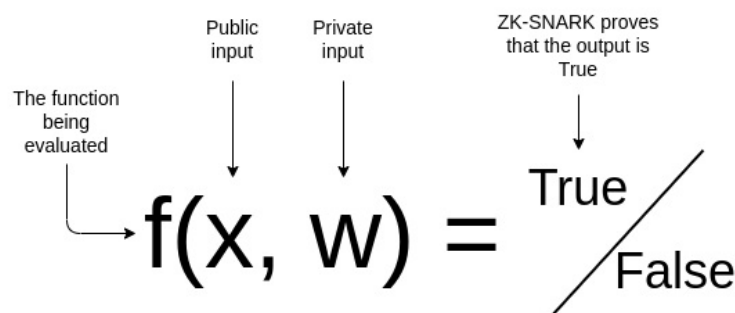 ZK-SNARK proves
that the output is
True
Public
input
Private
input
The function
being
evaluated
f(x, w) =
True
False